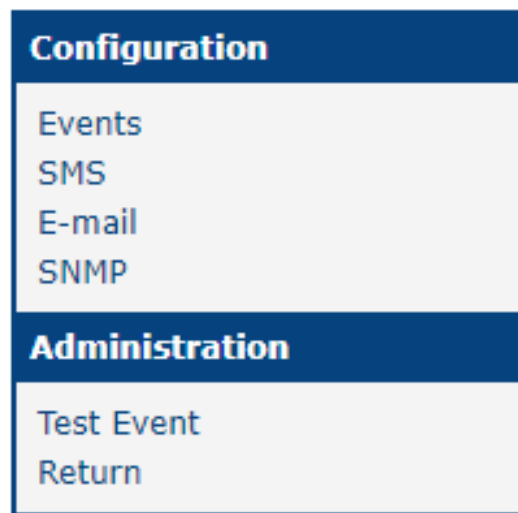 Configuration
Events
SMS
E-mail
SNMP
Administration
Test Event
Return